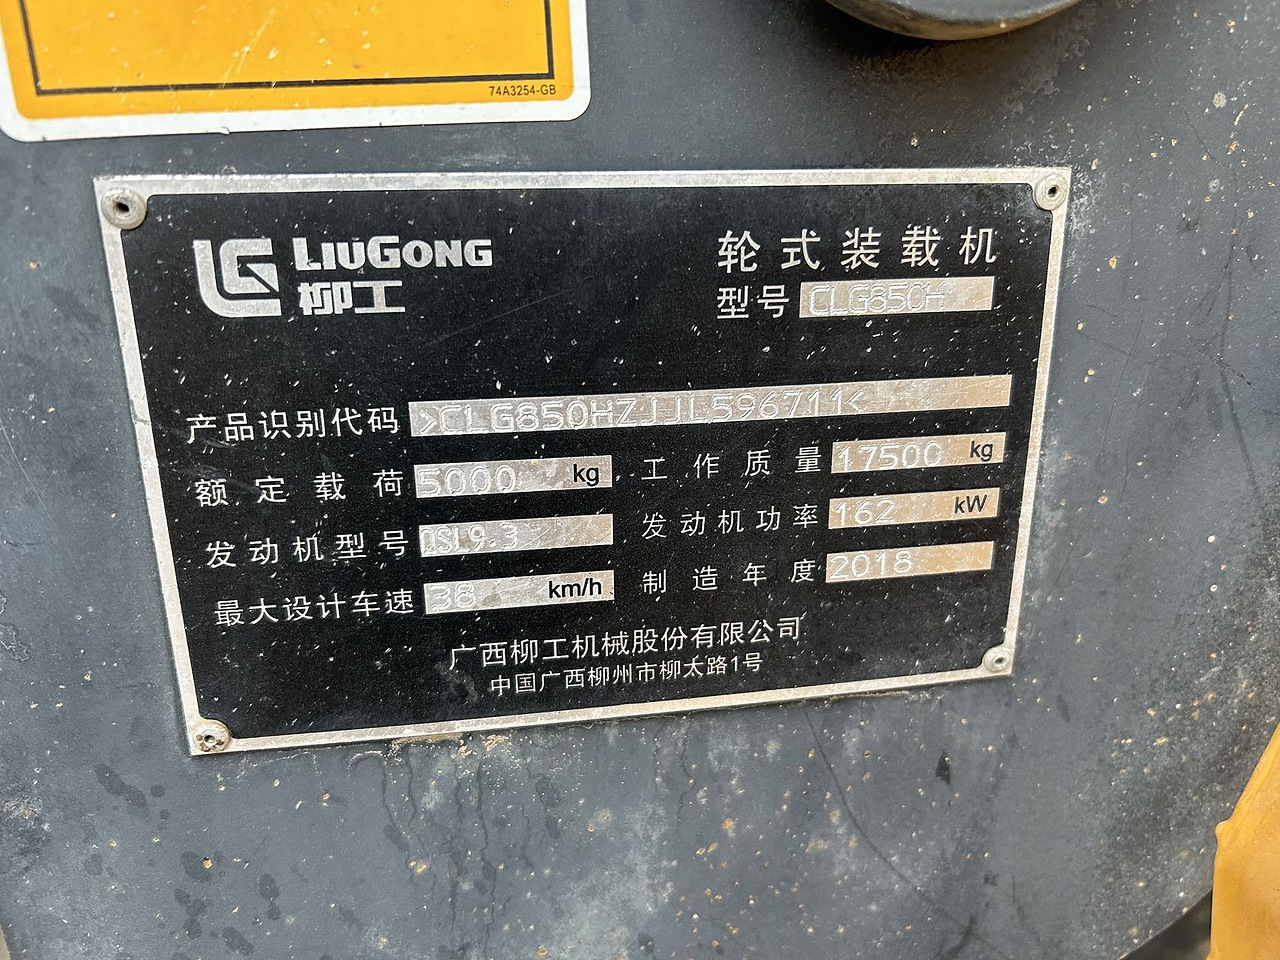 74A3254-GB
LG LIUGONG
柳工
轮式装载机
型号 CLG850H
产品识别代码 >CLG850HZJJL596711<
额定载荷 5000 kg 工作质量 17500 kg
发动机型号 QSL9.3 发动机功率 162 kW
最大设计车速 38 km/h 制造年度 2018
广西柳工机械股份有限公司
中国广西柳州市柳太路1号